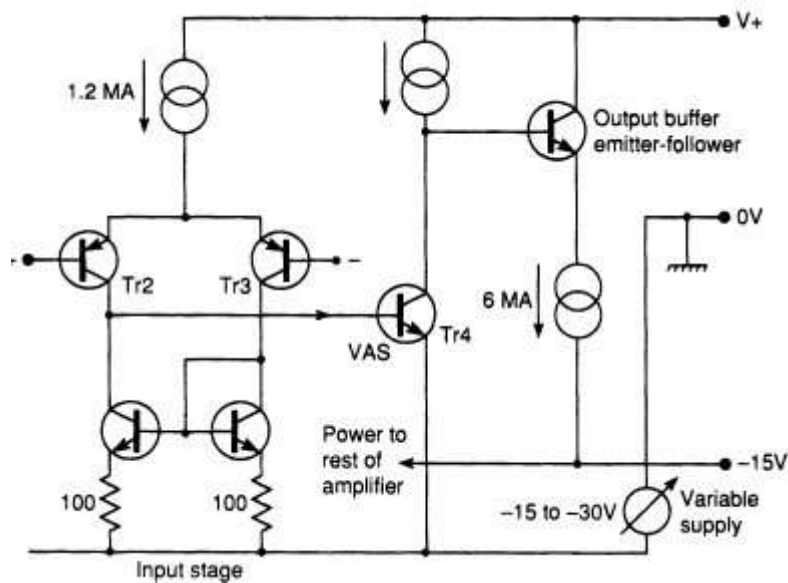 V+
1.2 MA
Output buffer
emitter-follower
0V
-
Tr2
Tr3
-
6 MA
VAS
Tr4
Power to
rest of
amplifier
–15V
100
100
–15 to –30V
Variable
supply
Input stage